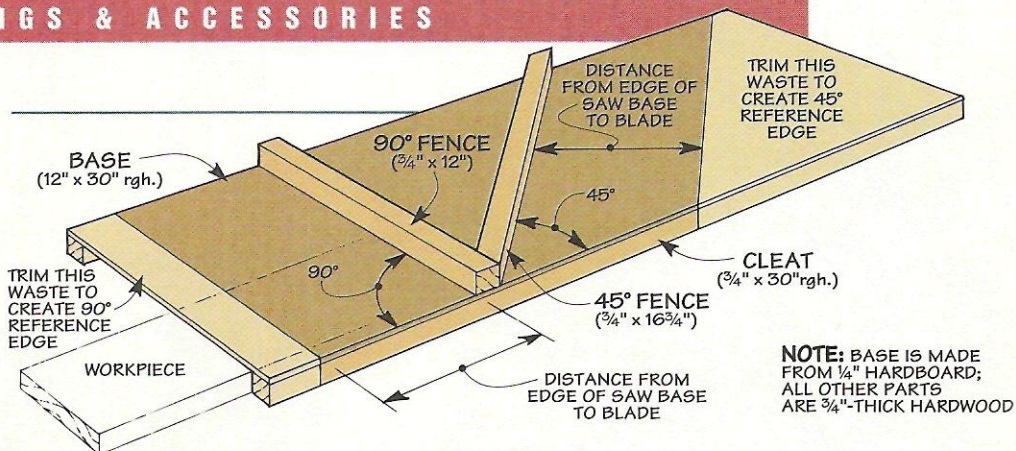 IGS & ACCESSORIES
BASE
(12" x 30" rgh.)
90° FENCE
(¾" x 12")
DISTANCE
FROM EDGE OF
SAW BASE
TO BLADE
TRIM THIS
WASTE TO
CREATE 45°
REFERENCE
EDGE
45°
90°
TRIM THIS
WASTE TO
CREATE 90°
REFERENCE
EDGE
WORKPIECE
CLEAT
(¾" x 30"rgh.)
45° FENCE
(¾" x 16¾")
DISTANCE FROM
EDGE OF SAW BASE
TO BLADE
NOTE: BASE IS MADE
FROM ¼" HARDBOARD;
ALL OTHER PARTS
ARE ¾"-THICK HARDWOOD